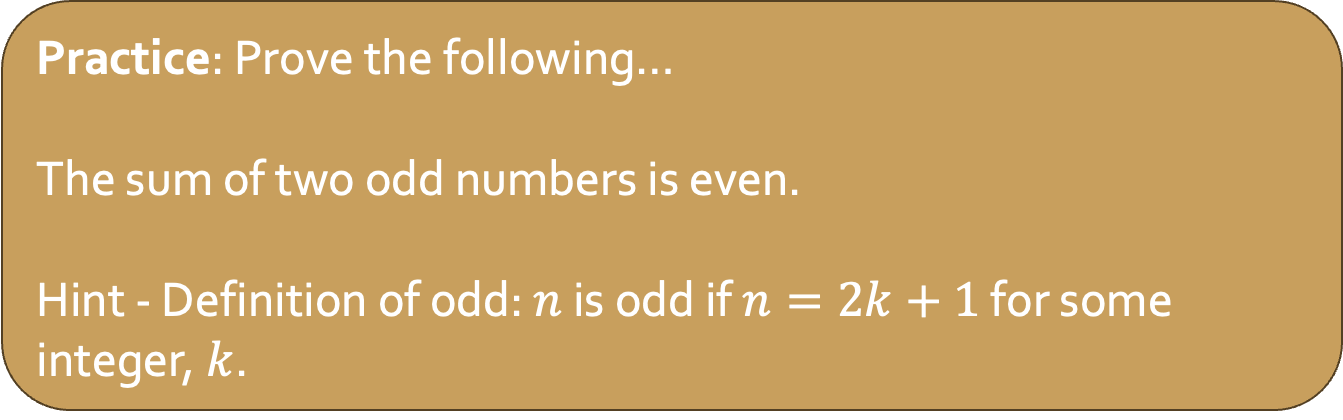 Practice: Prove the following...
The sum of two odd numbers is even.
Hint - Definition of odd: 𝑛 is odd if 𝑛 = 2𝑘 + 1 for some
integer, 𝑘.